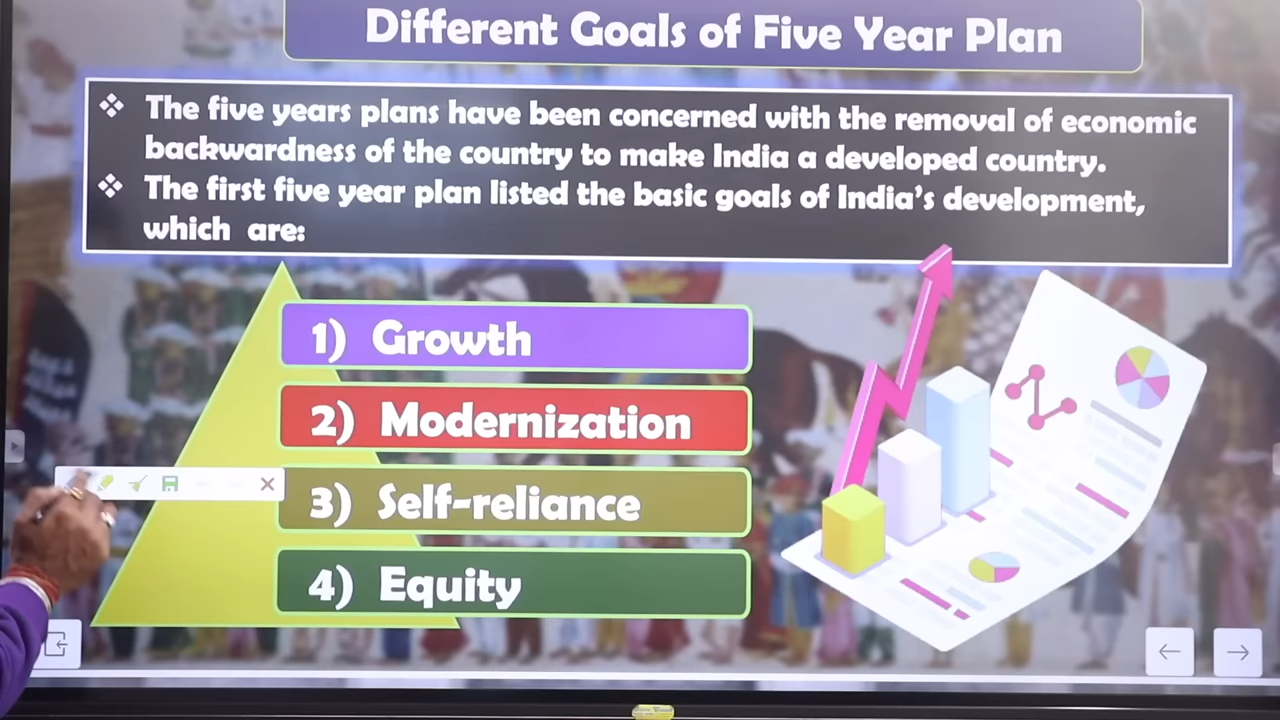 Different Goals of Five Year Plan
❖ The five years plans have been concerned with the removal of economic
backwardness of the country to make India a developed country.
❖ The first five year plan listed the basic goals of India's development,
which are:
1) Growth
2) Modernization
3) Self-reliance
4) Equity